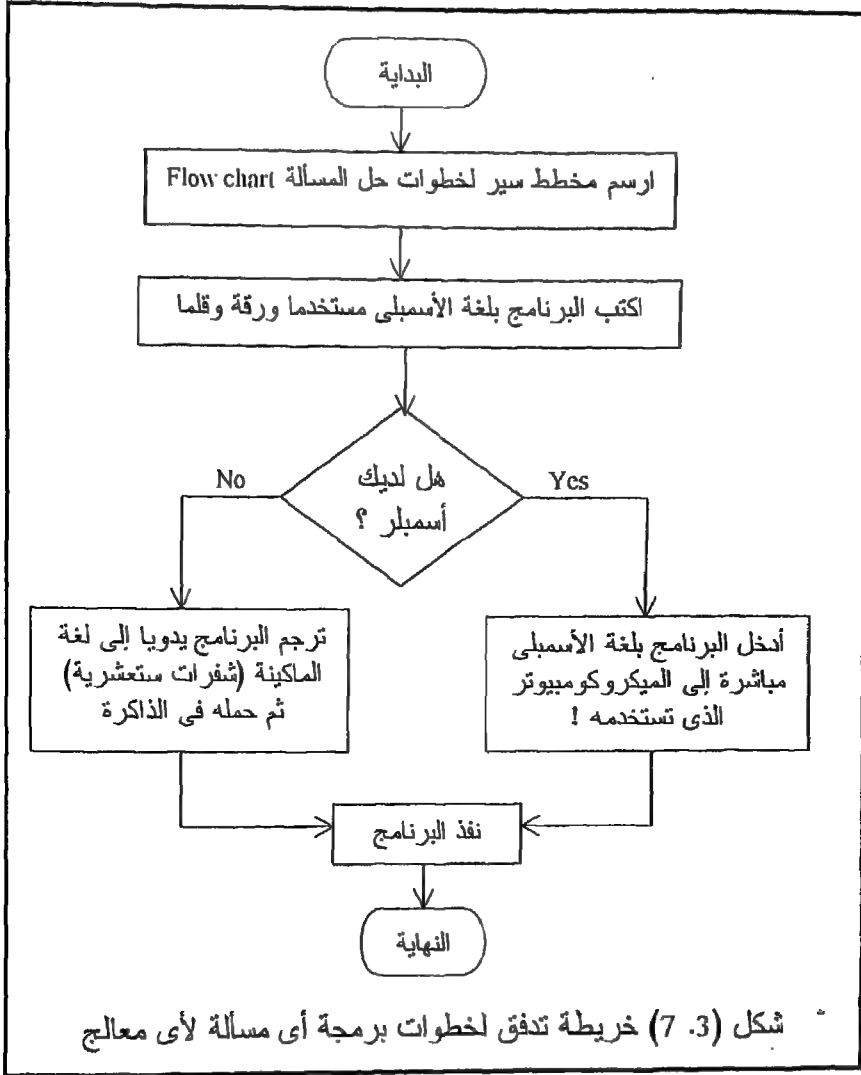 البداية
ارسم مخطط سير لخطوات حل المسألة Flow chart
اكتب البرنامج بلغة الأسمبلى مستخدما ورقة وقلما
هل لديك
أسمبلر ؟
No
Yes
ترجم البرنامج يدويا إلى لغة
الماكينة (شفرات ستعشرية)
ثم حمله فى الذاكرة
أدخل البرنامج بلغة الأسمبلى
مباشرة إلى الميكروكومبيوتر
الذى تستخدمه !
نفذ البرنامج
النهاية
شكل (3. 7) خريطة تدفق لخطوات برمجة أى مسألة لأى معالج